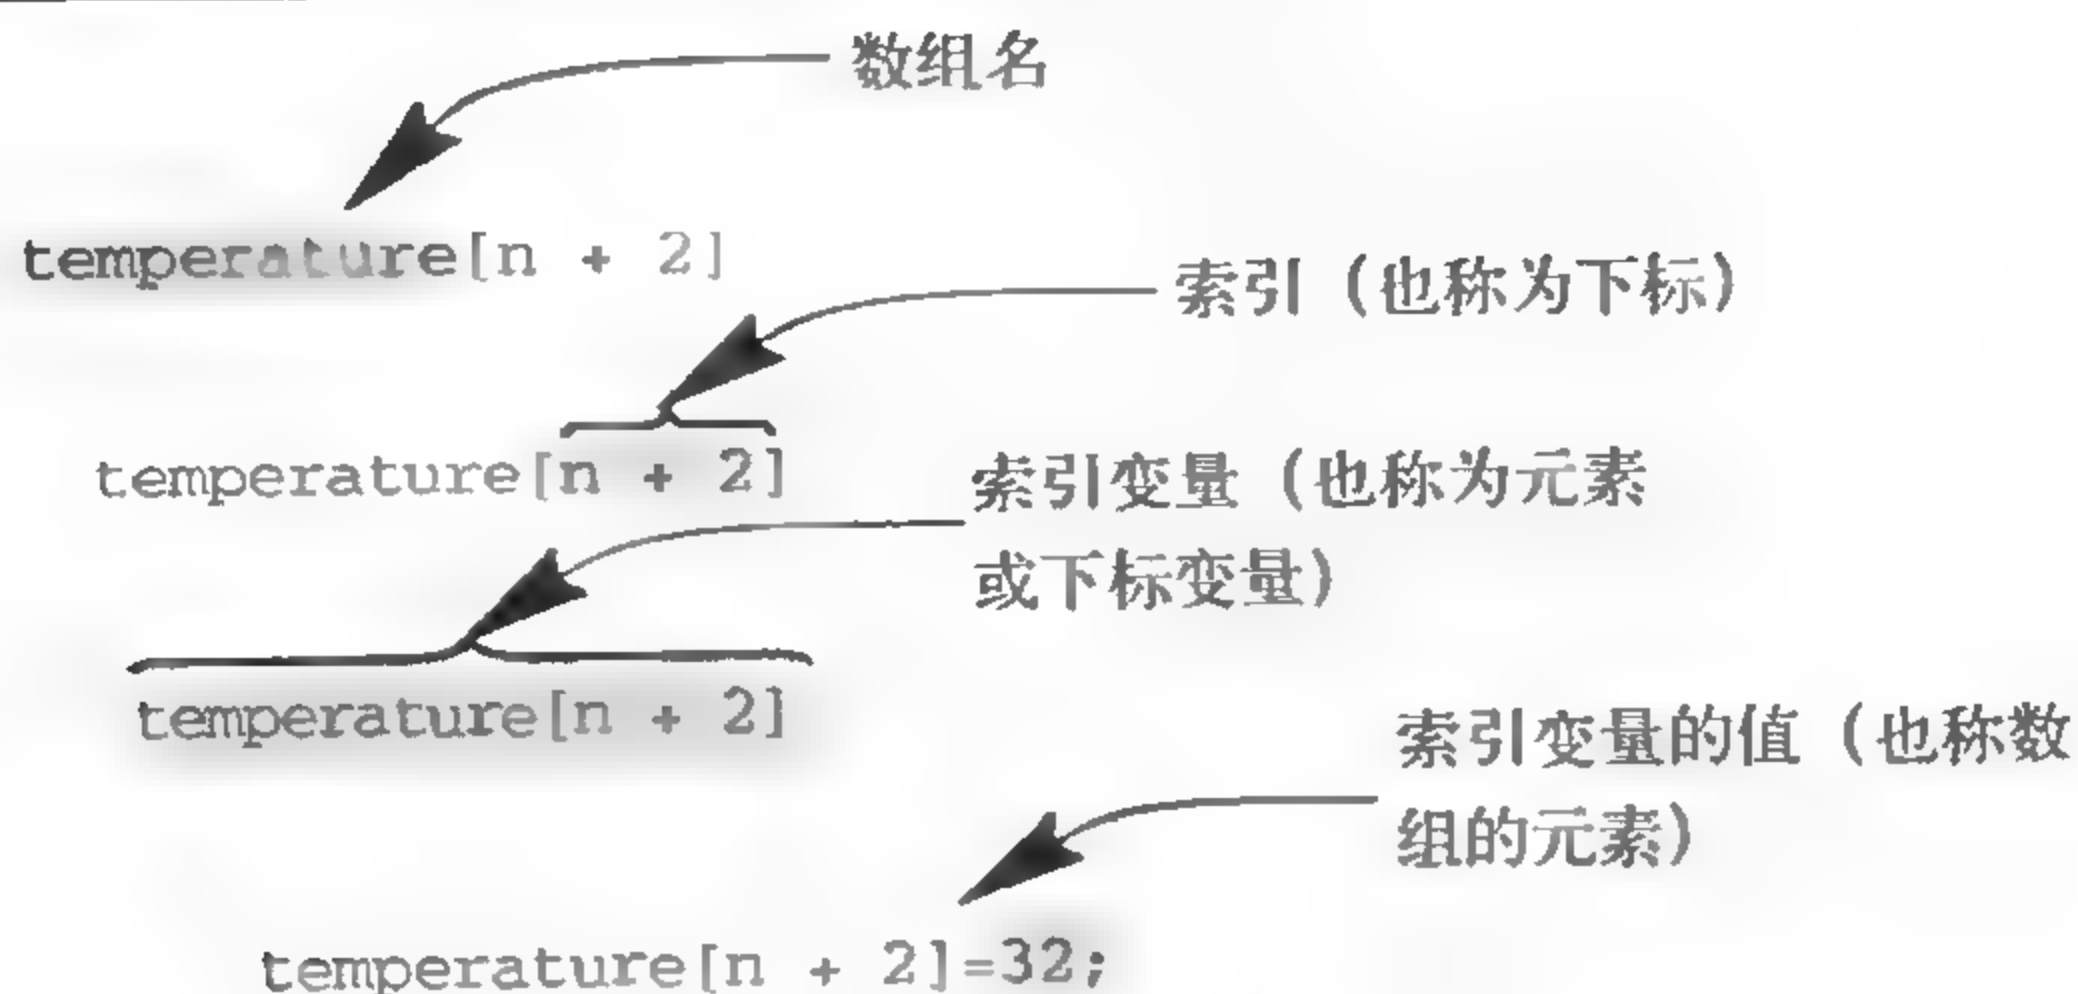 数组名
temperature[n + 2]
索引（也称为下标）
temperature[n + 2]
索引变量（也称为元素
或下标变量）
temperature[n + 2]
索引变量的值（也称数
组的元素）
temperature[n + 2]=32;